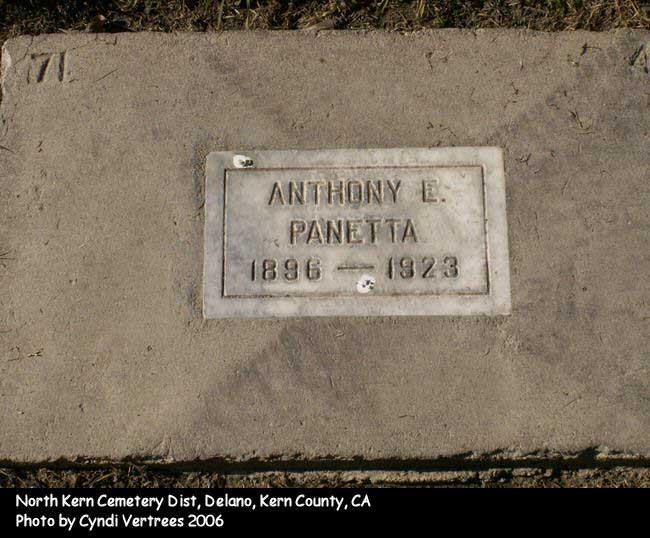 71
ANTHONY E.
PANETTA
1896 — 1923
North Kern Cemetery Dist, Delano, Kern County, CA
Photo by Cyndi Vertrees 2006